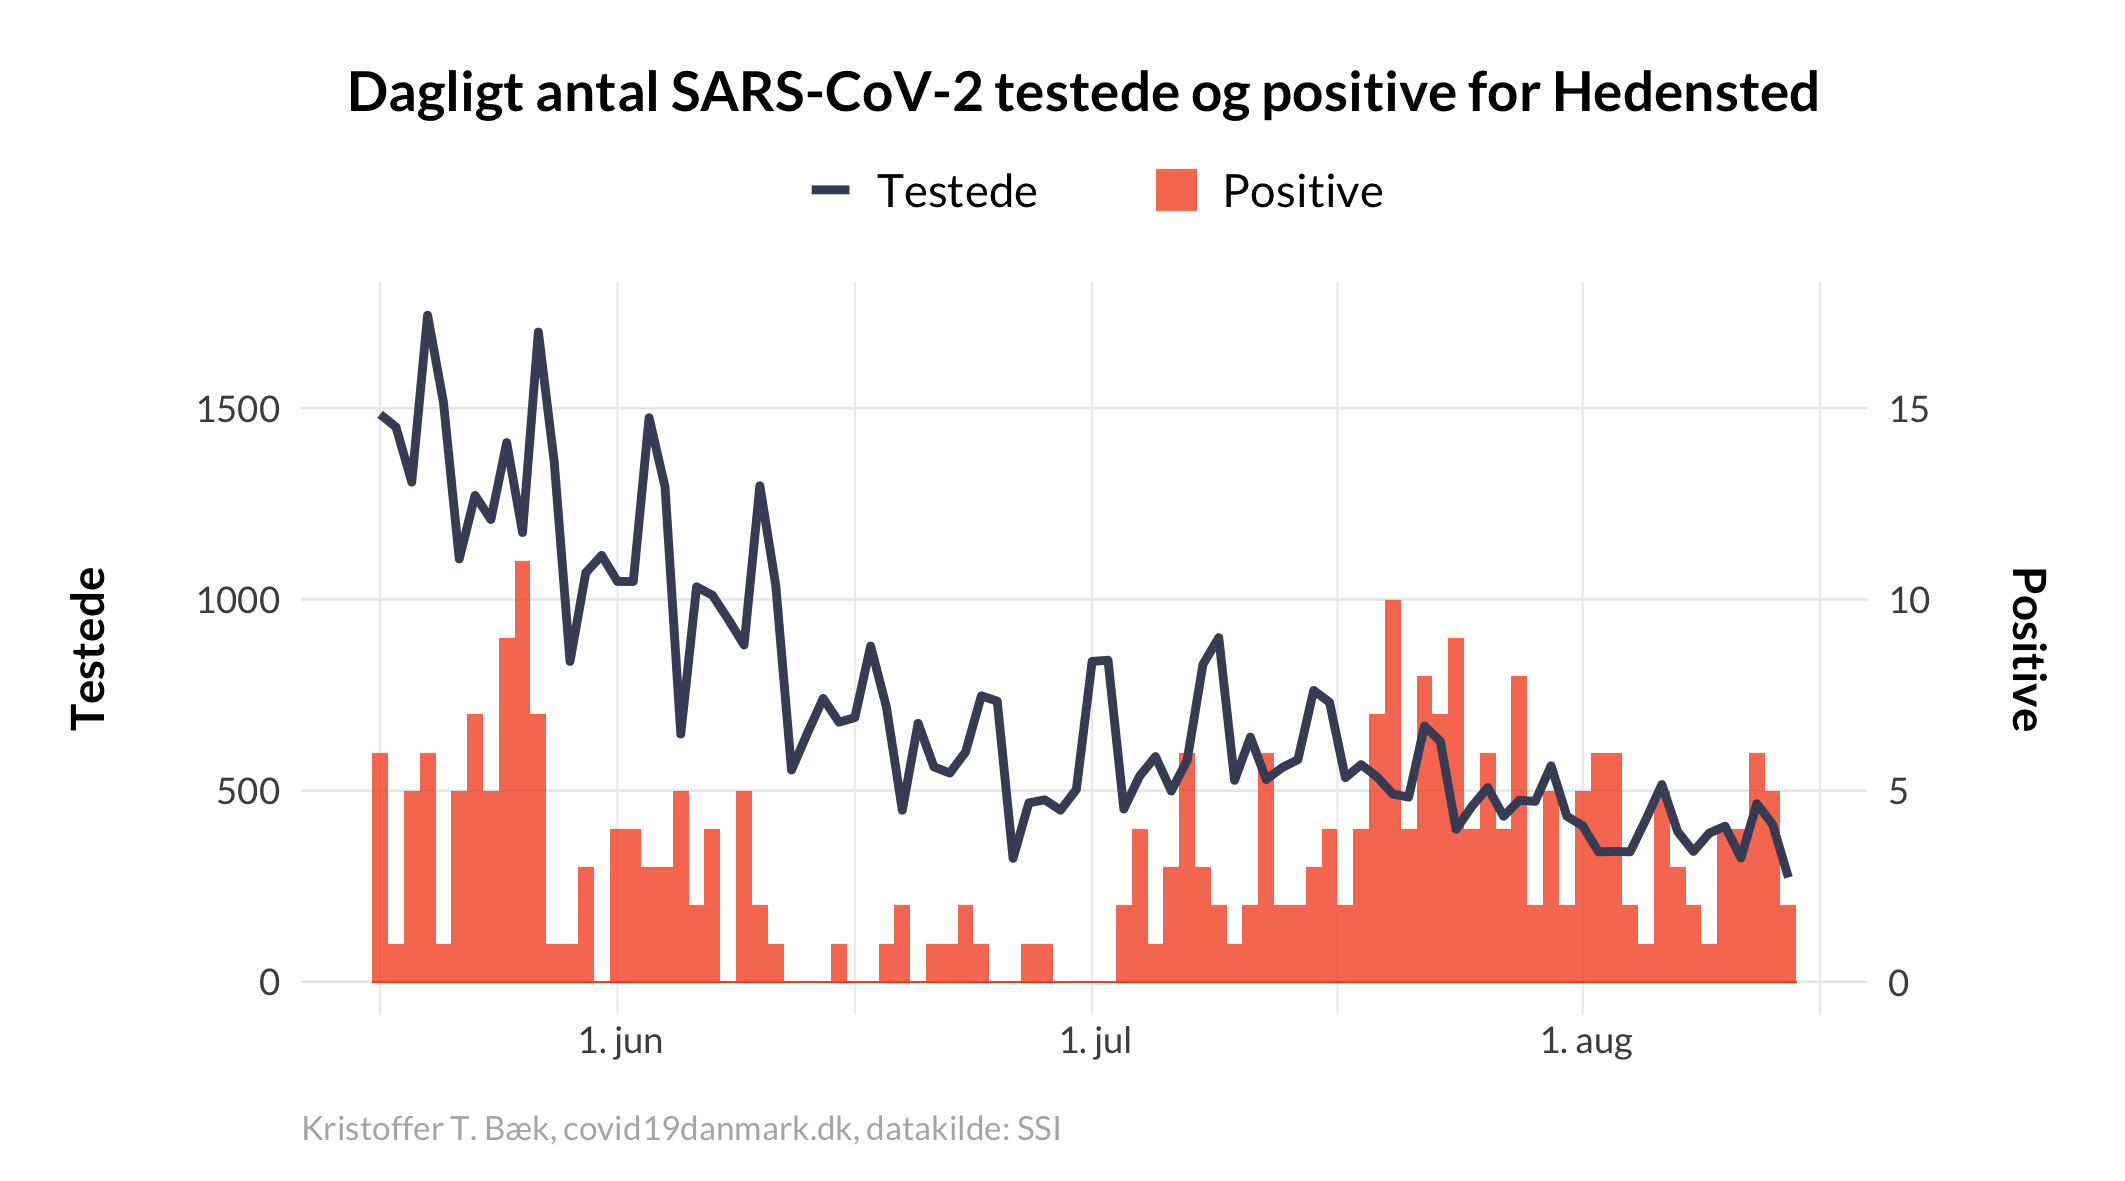 Dagligt antal SARS-CoV-2 testede og positive for Hedensted
Testede
Positive
1500
1000
500
0
15
10
5
0
Testede
Positive
1. jun
1. jul
1. aug
Kristoffer T. Bæk, covid19danmark.dk, datakilde: SSI